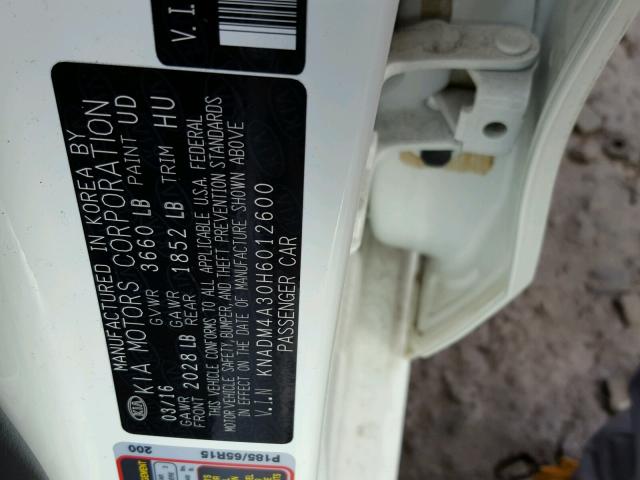 MANUFACTURED IN KOREA BY
KIA KIA MOTORS CORPORATION
03/16 GVWR 3660 LB PAINT UD
GAWR FRONT 2028 LB GAWR REAR 1852 LB TRIM HU
THIS VEHICLE CONFORMS TO ALL APPLICABLE U.S.A. FEDERAL
MOTOR VEHICLE SAFETY, BUMPER, AND THEFT PREVENTION STANDARDS
IN EFFECT ON THE DATE OF MANUFACTURE SHOWN ABOVE
V.I.N KNADM4A30H6012600
PASSENGER CAR
V.I
P185/65R15
200